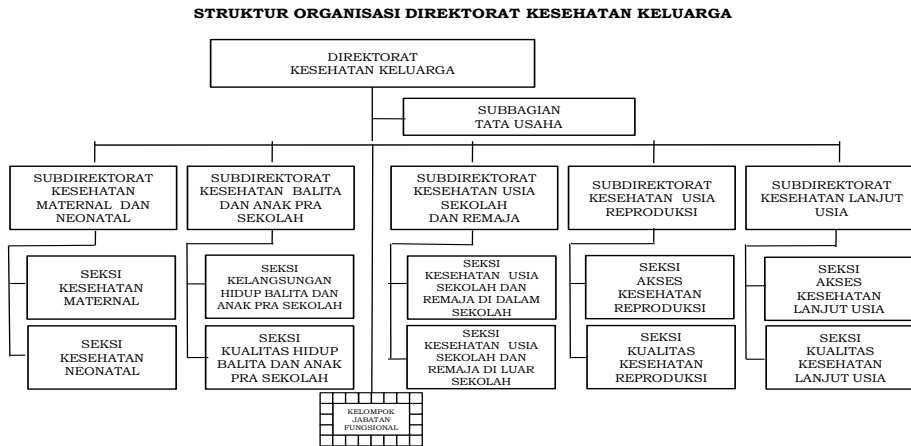 STRUKTUR ORGANISASI DIREKTORAT KESEHATAN KELUARGA
DIREKTORAT
KESEHATAN KELUARGA
SUBBAGIAN
TATA USAHA
SUBDIREKTORAT
KESEHATAN
MATERNAL DAN
NEONATAL
SUBDIREKTORAT
KESEHATAN BALITA
DAN ANAK PRA
SEKOLAH
SUBDIREKTORAT
KESEHATAN USIA
SEKOLAH
DAN REMAJA
SUBDIREKTORAT
KESEHATAN USIA
REPRODUKSI
SUBDIREKTORAT
KESEHATAN LANJUT
USIA
SEKSI
KESEHATAN
MATERNAL
SEKSI
KELANGSUNGAN
HIDUP BALITA DAN
ANAK PRA SEKOLAH
SEKSI
KESEHATAN USIA
SEKOLAH DAN
REMAJA DI DALAM
SEKOLAH
SEKSI
AKSES
KESEHATAN
REPRODUKSI
SEKSI
AKSES
KESEHATAN
LANJUT USIA
SEKSI
KESEHATAN
NEONATAL
SEKSI
KUALITAS HIDUP
BALITA DAN ANAK
PRA SEKOLAH
SEKSI
KESEHATAN USIA
SEKOLAH DAN
REMAJA DI LUAR
SEKOLAH
SEKSI
KUALITAS
KESEHATAN
REPRODUKSI
SEKSI
KUALITAS
KESEHATAN
LANJUT USIA
KELOMPOK
JABATAN
FUNGSIONAL